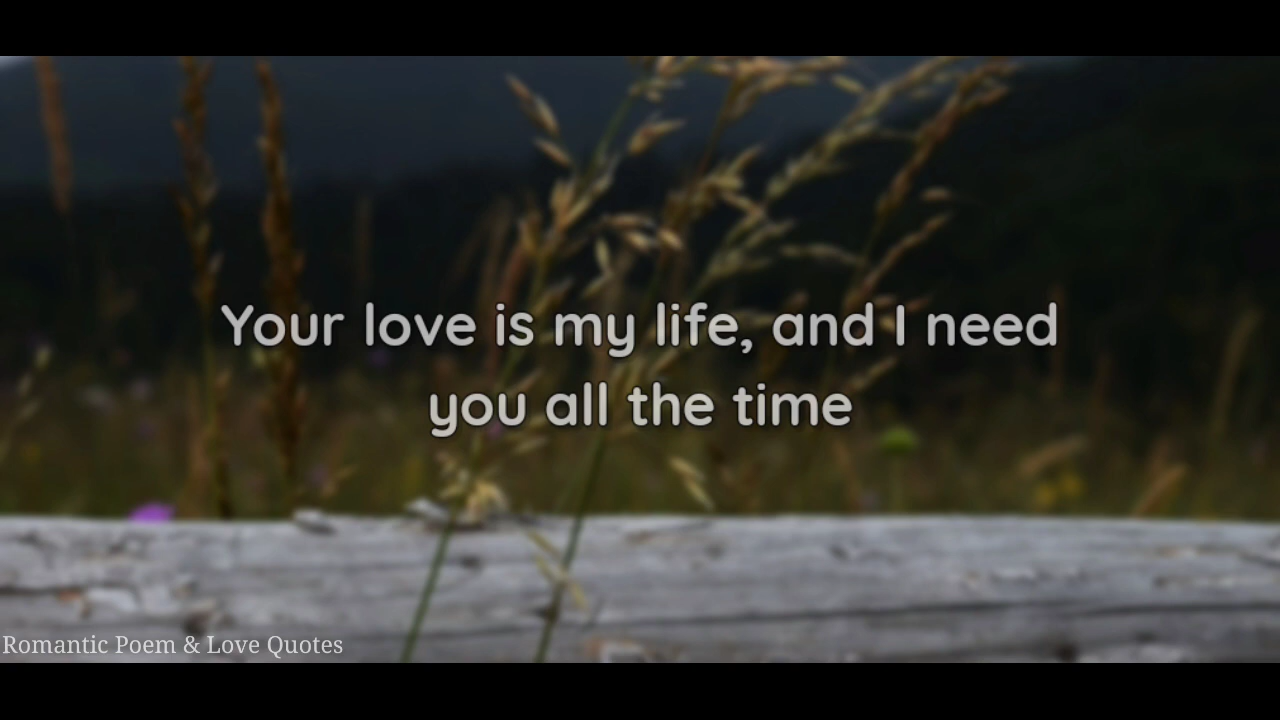 Your love is my life, and I need
you all the time
Romantic Poem & Love Quotes